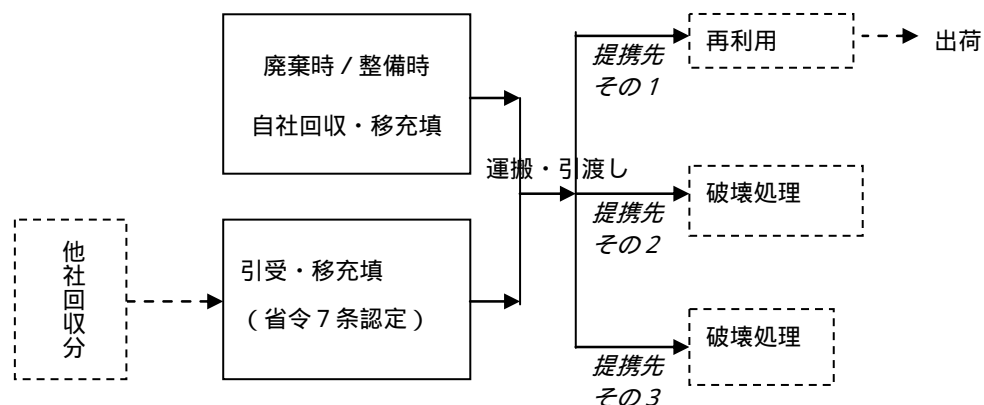 廃棄時 / 整備時
自社回収・移充填
他社回収分
引受・移充填
(省令7条認定)
運搬・引渡し
提携先
その1
再利用
出荷
提携先
その2
破壊処理
提携先
その3
破壊処理